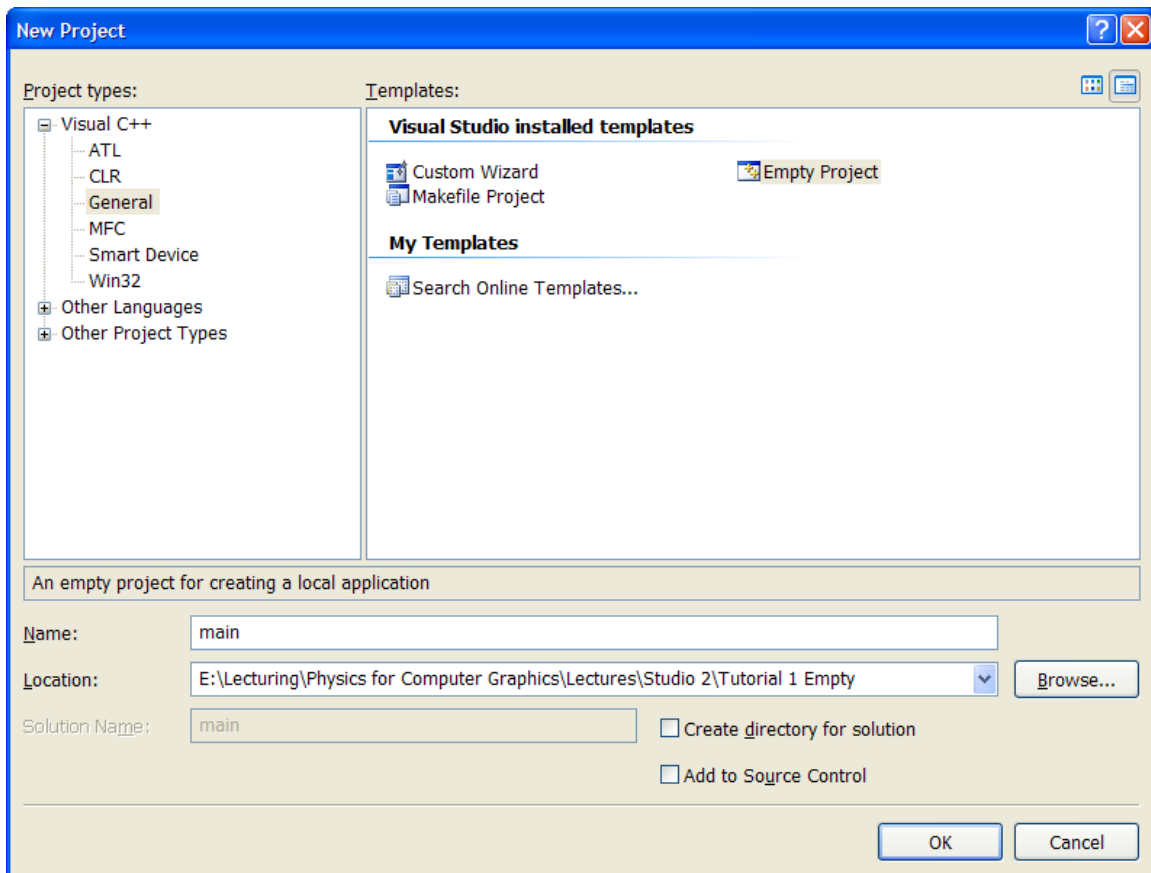 New Project
Project types:
Templates:
Visual C++
ATL
CLR
General
MFC
Smart Device
Win32
Other Languages
Other Project Types
Visual Studio installed templates
Custom Wizard
Empty Project
Makefile Project
My Templates
Search Online Templates...
An empty project for creating a local application
Name:
main
Location:
E:\Lecturing\Physics for Computer Graphics\Lectures\Studio 2\Tutorial 1 Empty
Browse...
Solution Name:
main
Create directory for solution
Add to Source Control
OK
Cancel